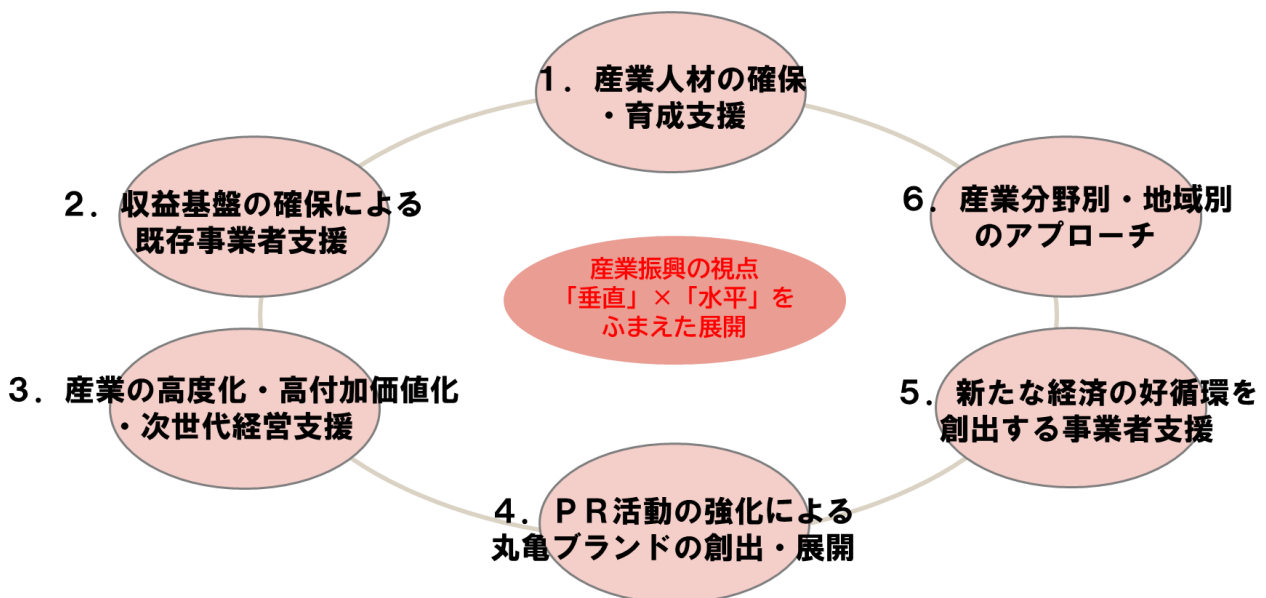 １．産業人材の確保
・育成支援
２．収益基盤の確保による
既存事業者支援
６．産業分野別・地域別
のアプローチ
産業振興の視点
「垂直」×「水平」を
ふまえた展開
３．産業の高度化・高付加価値化
・次世代経営支援
５．新たな経済の好循環を
創出する事業者支援
４．ＰＲ活動の強化による
丸亀ブランドの創出・展開